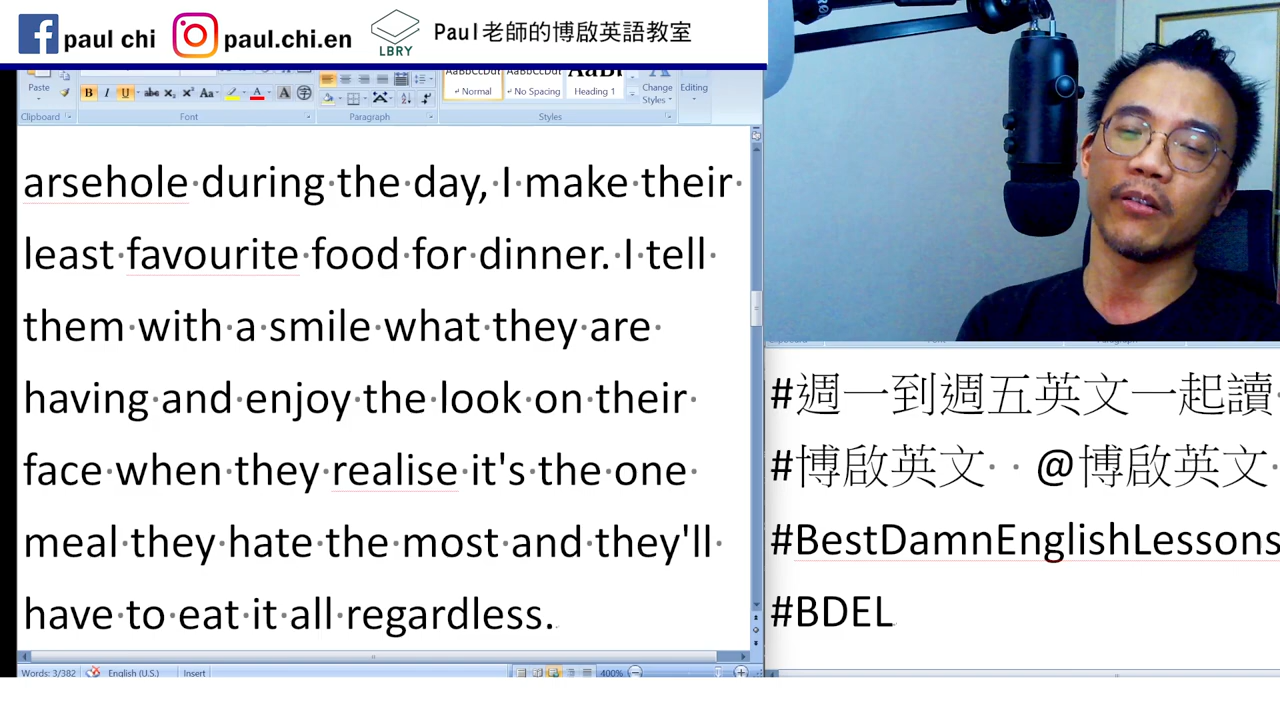 paul chi
paul.chi.en
LBRY
Paul老師的博啟英語教室
Paste
Change
Styles
Editing
AaBbCcDd
AaBbCcDd
Normal
No Spacing
Heading 1
Clipboard
Font
Paragraph
Styles
arsehole during the day, I make their
least favourite food for dinner. I tell
them with a smile what they are
having and enjoy the look on their
face when they realise it's the one
meal they hate the most and they'll
have to eat it all regardless.
Words: 3/382
English (U.S.)
Insert
400%
#週一到週五英文一起讀
#博啟英文 @博啟英文
#BestDamnEnglishLessons
#BDEL